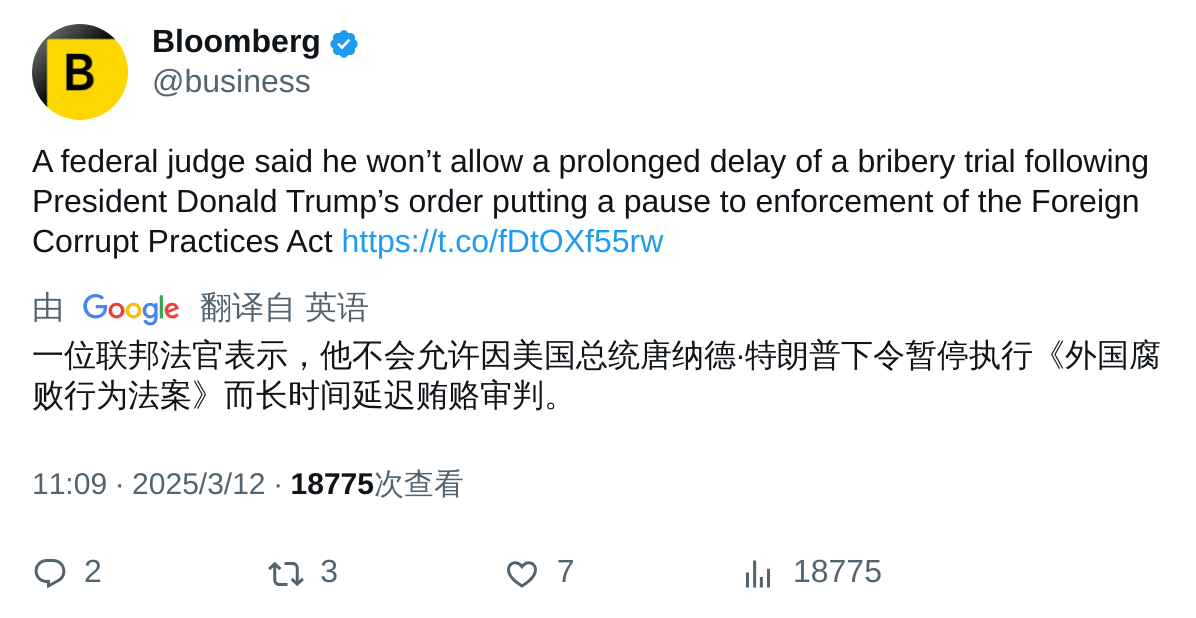 B
Bloomberg
@business
A federal judge said he won’t allow a prolonged delay of a bribery trial following
President Donald Trump’s order putting a pause to enforcement of the Foreign
Corrupt Practices Act https://t.co/fDtOXf55rw
由 Google 翻译自 英语
一位联邦法官表示，他不会允许因美国总统唐纳德·特朗普下令暂停执行《外国腐
败行为法案》而长时间延迟贿赂审判。
11:09 · 2025/3/12 · 18775次查看
2 3 7 18775